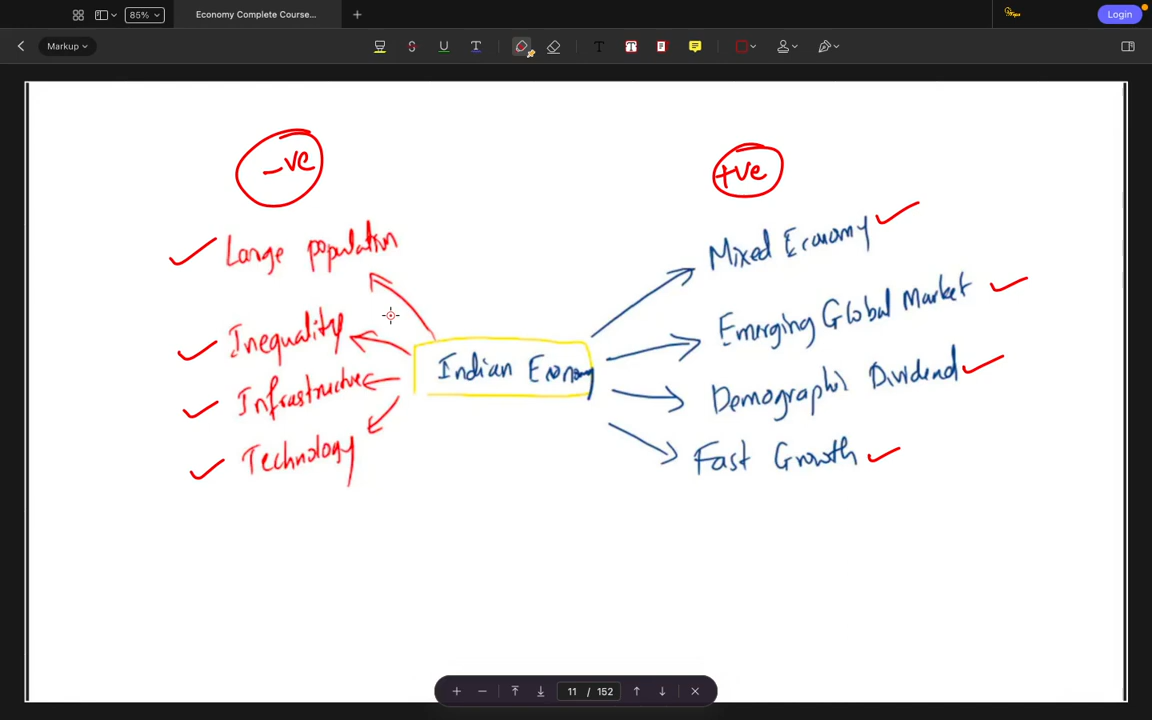 85%
Economy Complete Course...
Login
Markup
-ve
+ve
Large population
Mixed Economy
Inequality
Emerging Global Market
Indian Economy
Infrastructure
Demographic Dividend
Technology
Fast Growth
11 / 152